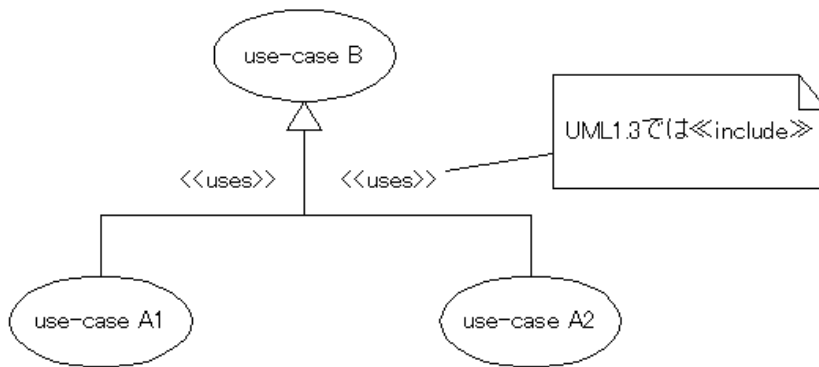 use-case B
UML1.3では≪include≫
<<uses>> <<uses>>
use-case A1 use-case A2